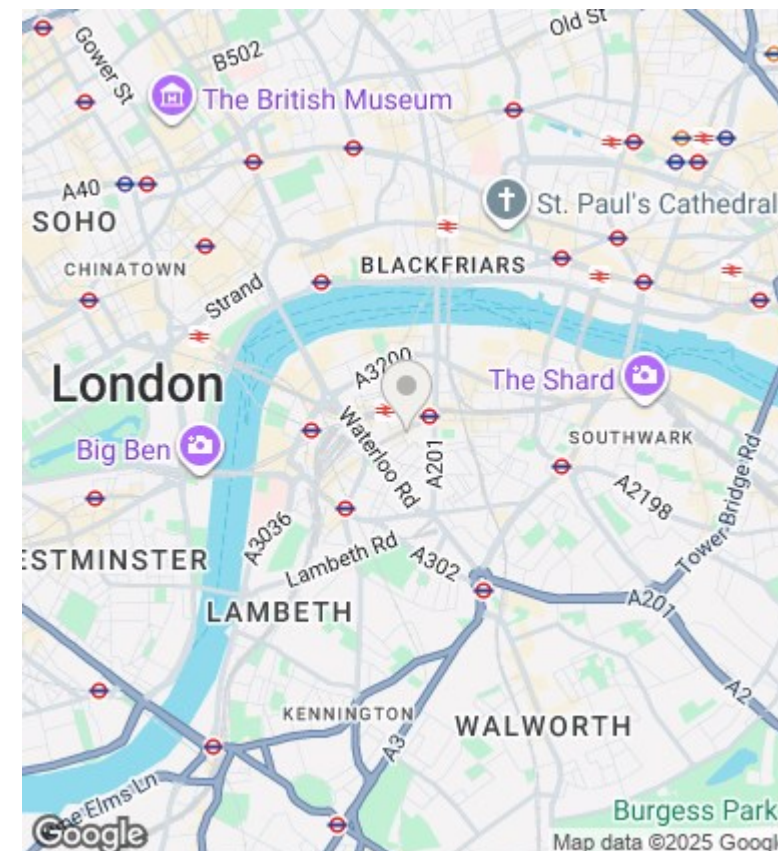 Old St
Gower St
B502
The British Museum
A40
SOHO
St. Paul's Cathedral
CHINATOWN
BLACKFRIARS
Strand
A3200
London
The Shard
Waterloo Rd
Big Ben
A201
SOUTHWARK
A2198
Tower Bridge Rd
A3036
ESTMINSTER
Lambeth Rd
A302
LAMBETH
A201
A2
KENNINGTON
WALWORTH
A3
ne Elms Ln
Burgess Park
Google
Map data ©2025 Googl